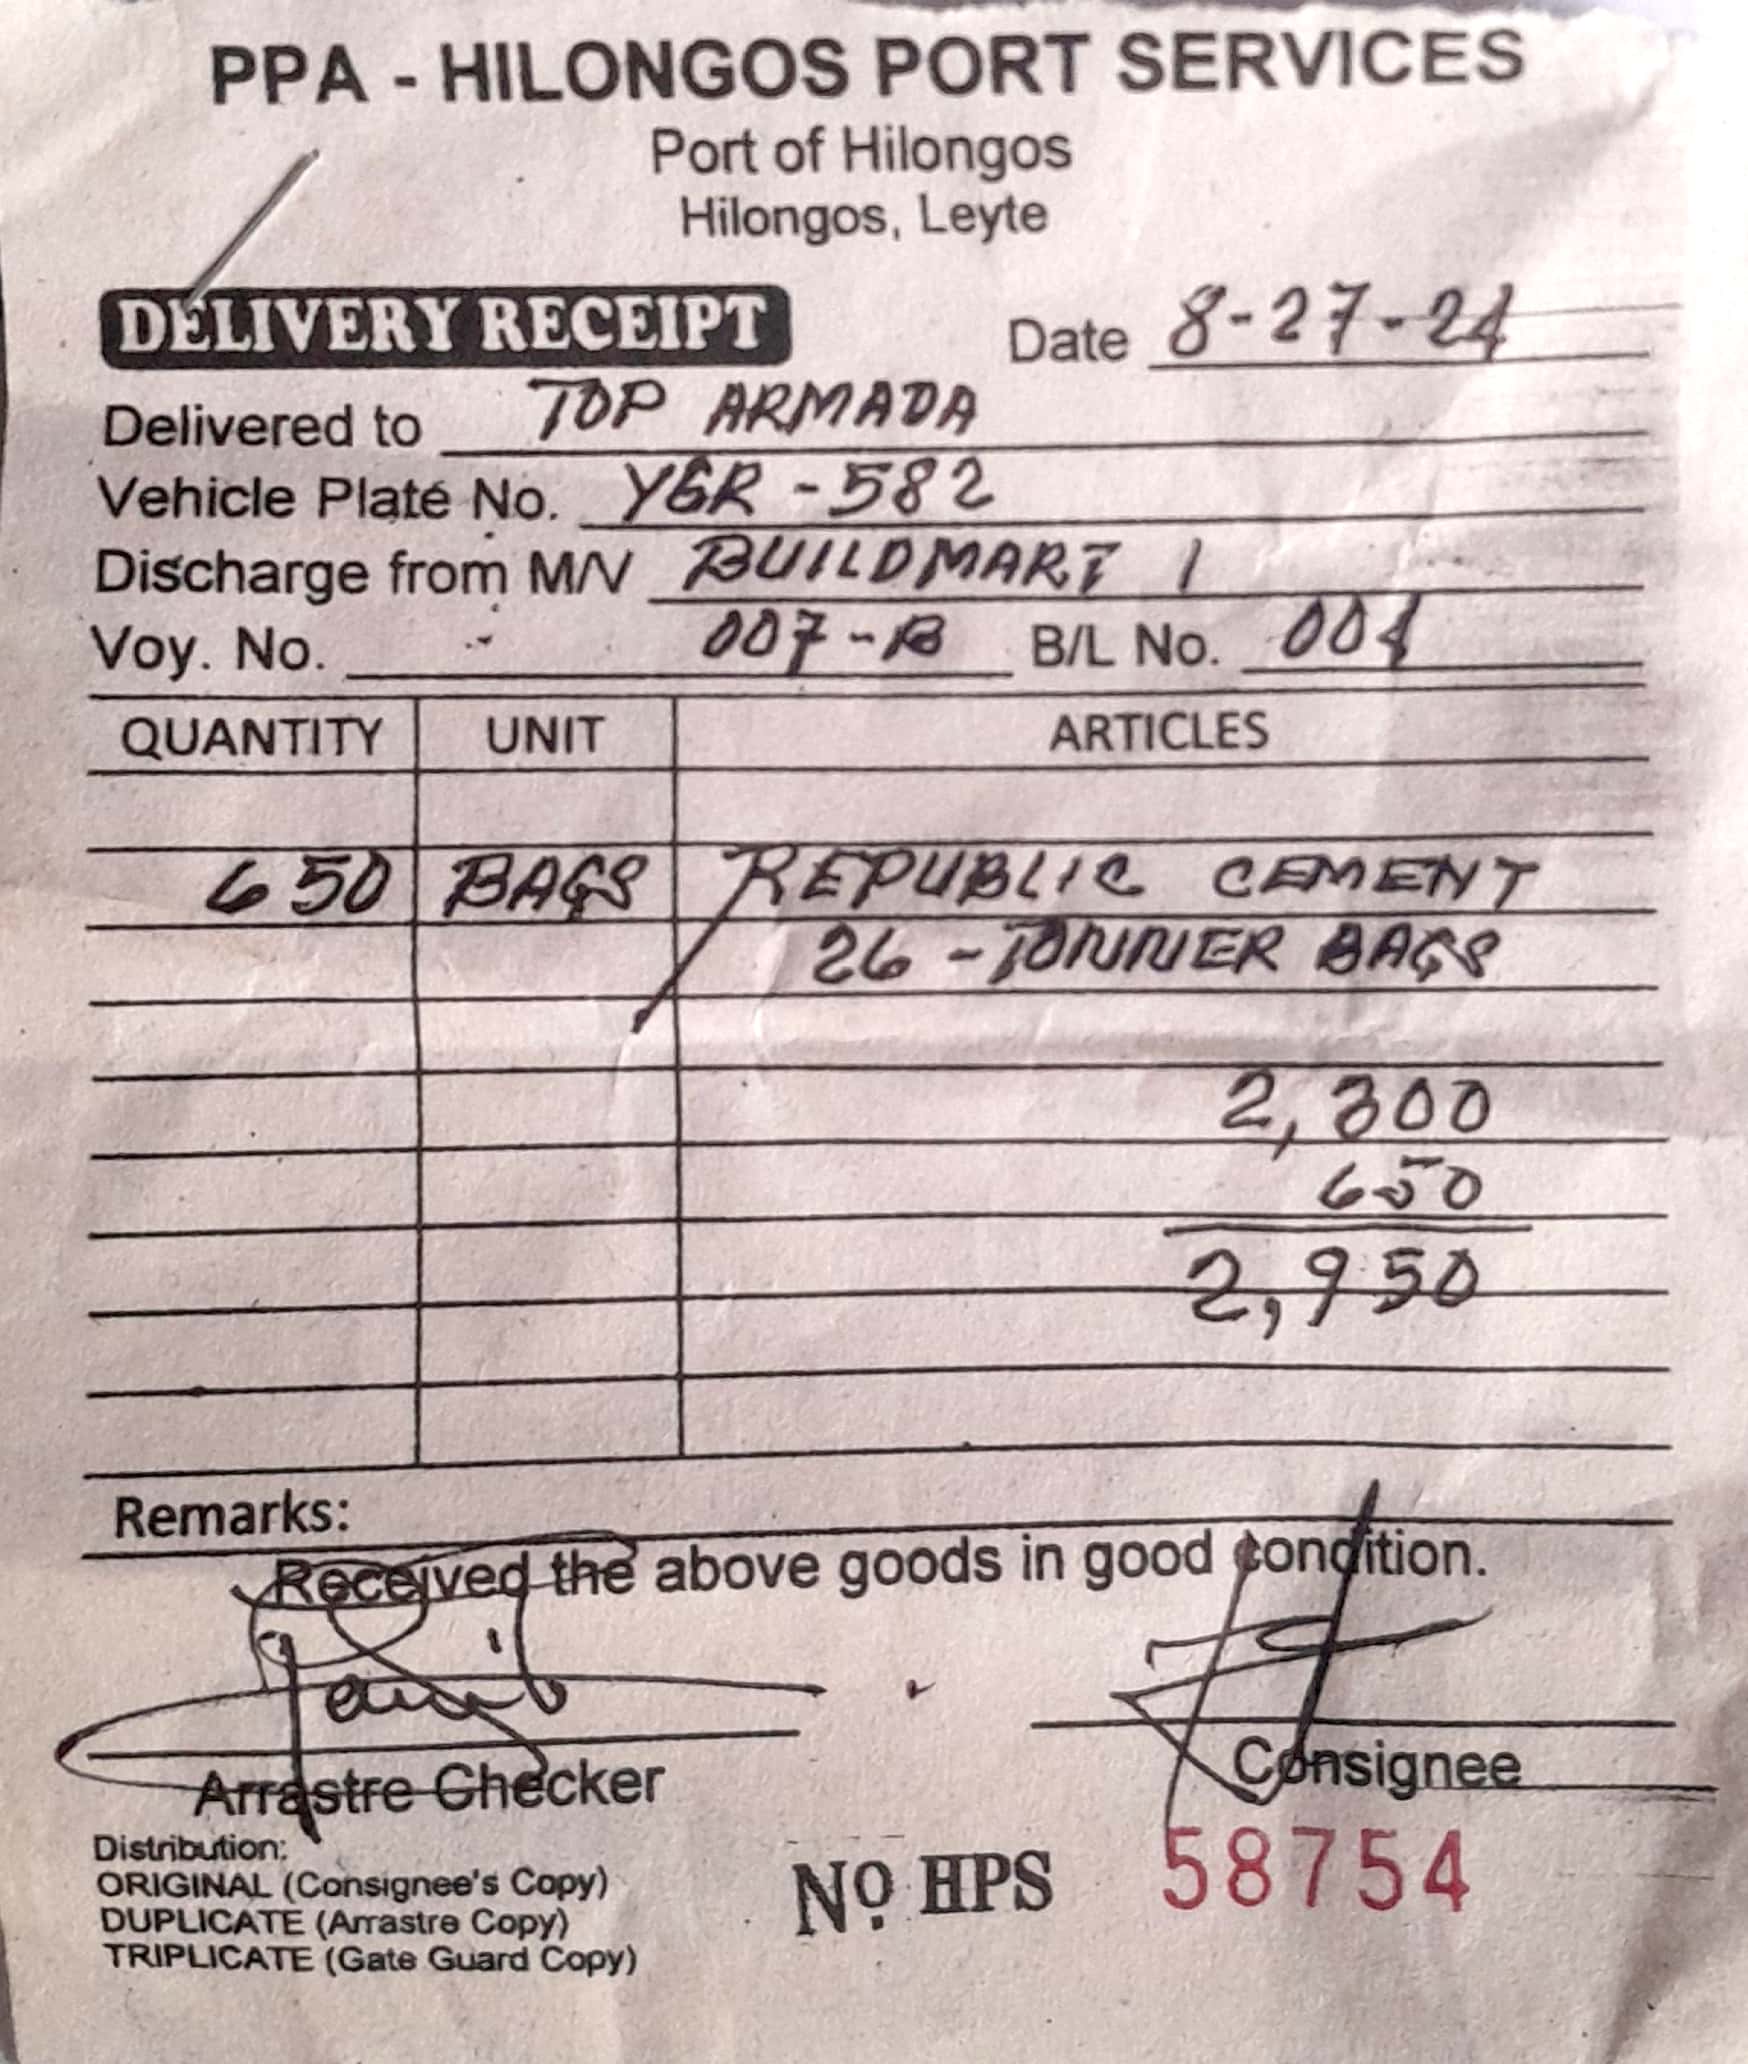 PPA - HILONGOS PORT SERVICES
Port of Hilongos
Hilongos, Leyte
DELIVERY RECEIPT Date 8-27-24
Delivered to TOP ARMADA
Vehicle Plate No. YGR - 582
Discharge from M/V BUILDMART 1
Voy. No. 007-B B/L No. 001
QUANTITY UNIT ARTICLES
650 BAGS REPUBLIC CEMENT
26 - TONNER BAGS
2,300
650
2,950
Remarks:
Received the above goods in good condition.
Arrastre Checker Consignee
Distribution:
ORIGINAL (Consignee's Copy)
DUPLICATE (Arrastre Copy)
TRIPLICATE (Gate Guard Copy)
Nº HPS 58754